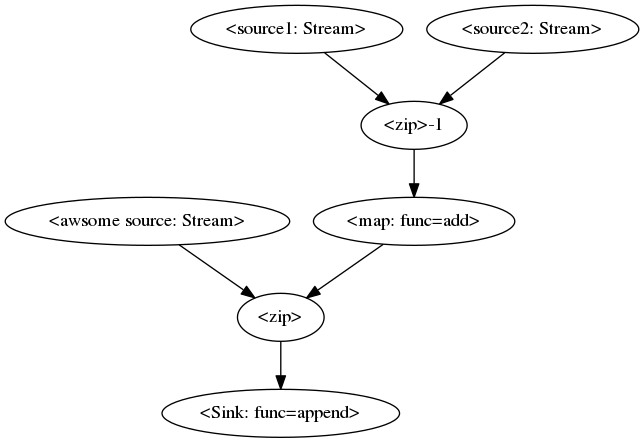 <source1: Stream>
<source2: Stream>
<zip>-1
<awsome source: Stream>
<map: func=add>
<zip>
<Sink: func=append>